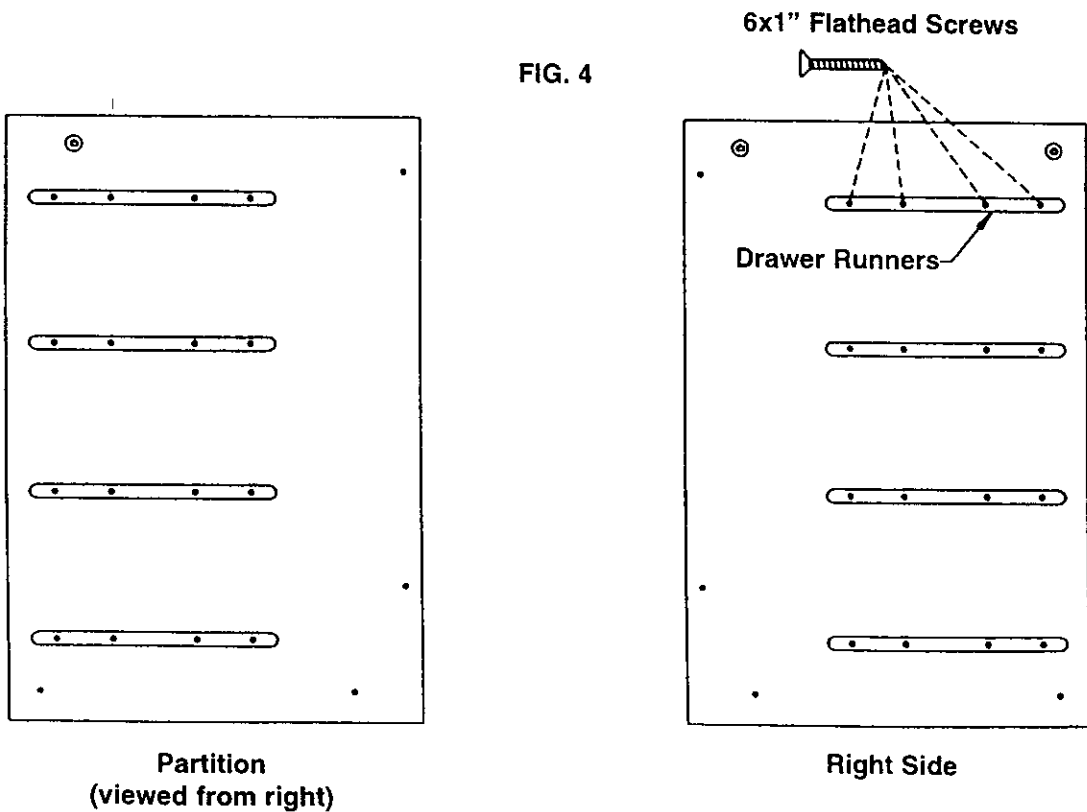 6x1” Flathead Screws
FIG. 4
Drawer Runners
Partition
(viewed from right)
Right Side